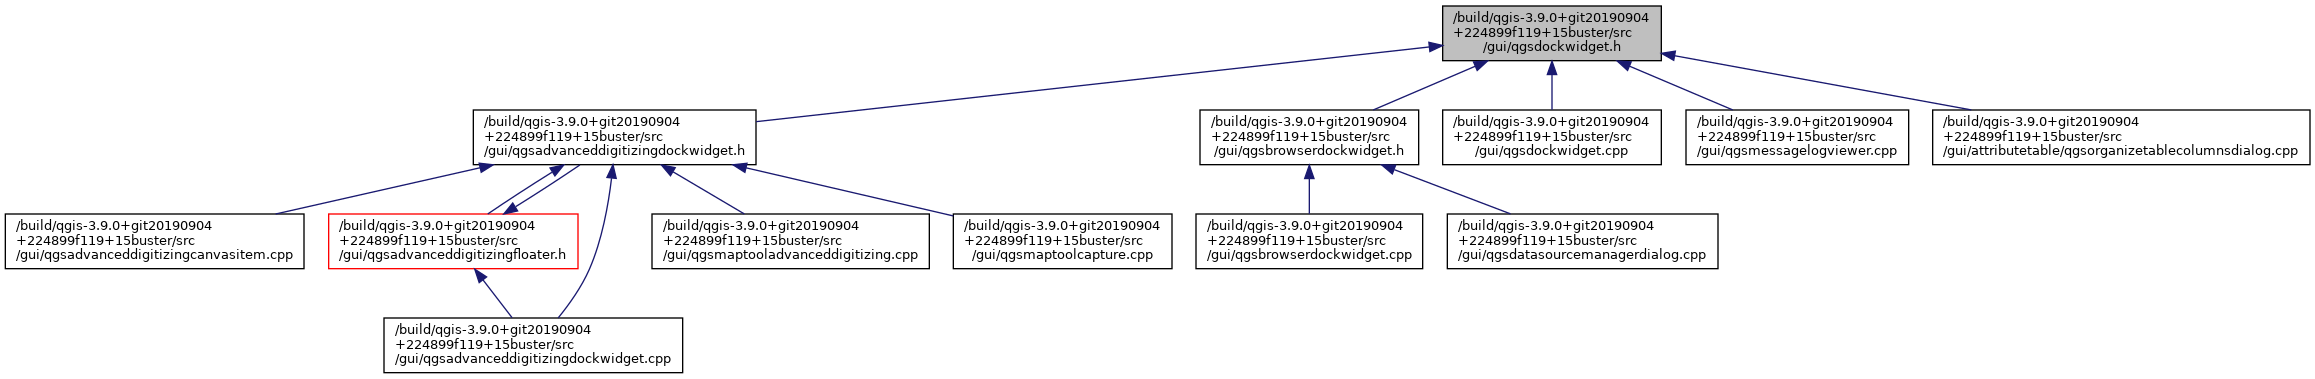 /build/qgis-3.9.0+git20190904
+224899f119+15buster/src
/gui/qgsdockwidget.h
/build/qgis-3.9.0+git20190904
+224899f119+15buster/src
/gui/qgsadvanceddigitizingdockwidget.h
/build/qgis-3.9.0+git20190904
+224899f119+15buster/src
/gui/qgsbrowserdockwidget.h
/build/qgis-3.9.0+git20190904
+224899f119+15buster/src
/gui/qgsdockwidget.cpp
/build/qgis-3.9.0+git20190904
+224899f119+15buster/src
/gui/qgsmessagelogviewer.cpp
/build/qgis-3.9.0+git20190904
+224899f119+15buster/src
/gui/attributetable/qgsorganizetablecolumnsdialog.cpp
/build/qgis-3.9.0+git20190904
+224899f119+15buster/src
/gui/qgsadvanceddigitizingcanvasitem.cpp
/build/qgis-3.9.0+git20190904
+224899f119+15buster/src
/gui/qgsadvanceddigitizingfloater.h
/build/qgis-3.9.0+git20190904
+224899f119+15buster/src
/gui/qgsmaptooladvanceddigitizing.cpp
/build/qgis-3.9.0+git20190904
+224899f119+15buster/src
/gui/qgsmaptoolcapture.cpp
/build/qgis-3.9.0+git20190904
+224899f119+15buster/src
/gui/qgsbrowserdockwidget.cpp
/build/qgis-3.9.0+git20190904
+224899f119+15buster/src
/gui/qgsdatasourcemanagerdialog.cpp
/build/qgis-3.9.0+git20190904
+224899f119+15buster/src
/gui/qgsadvanceddigitizingdockwidget.cpp